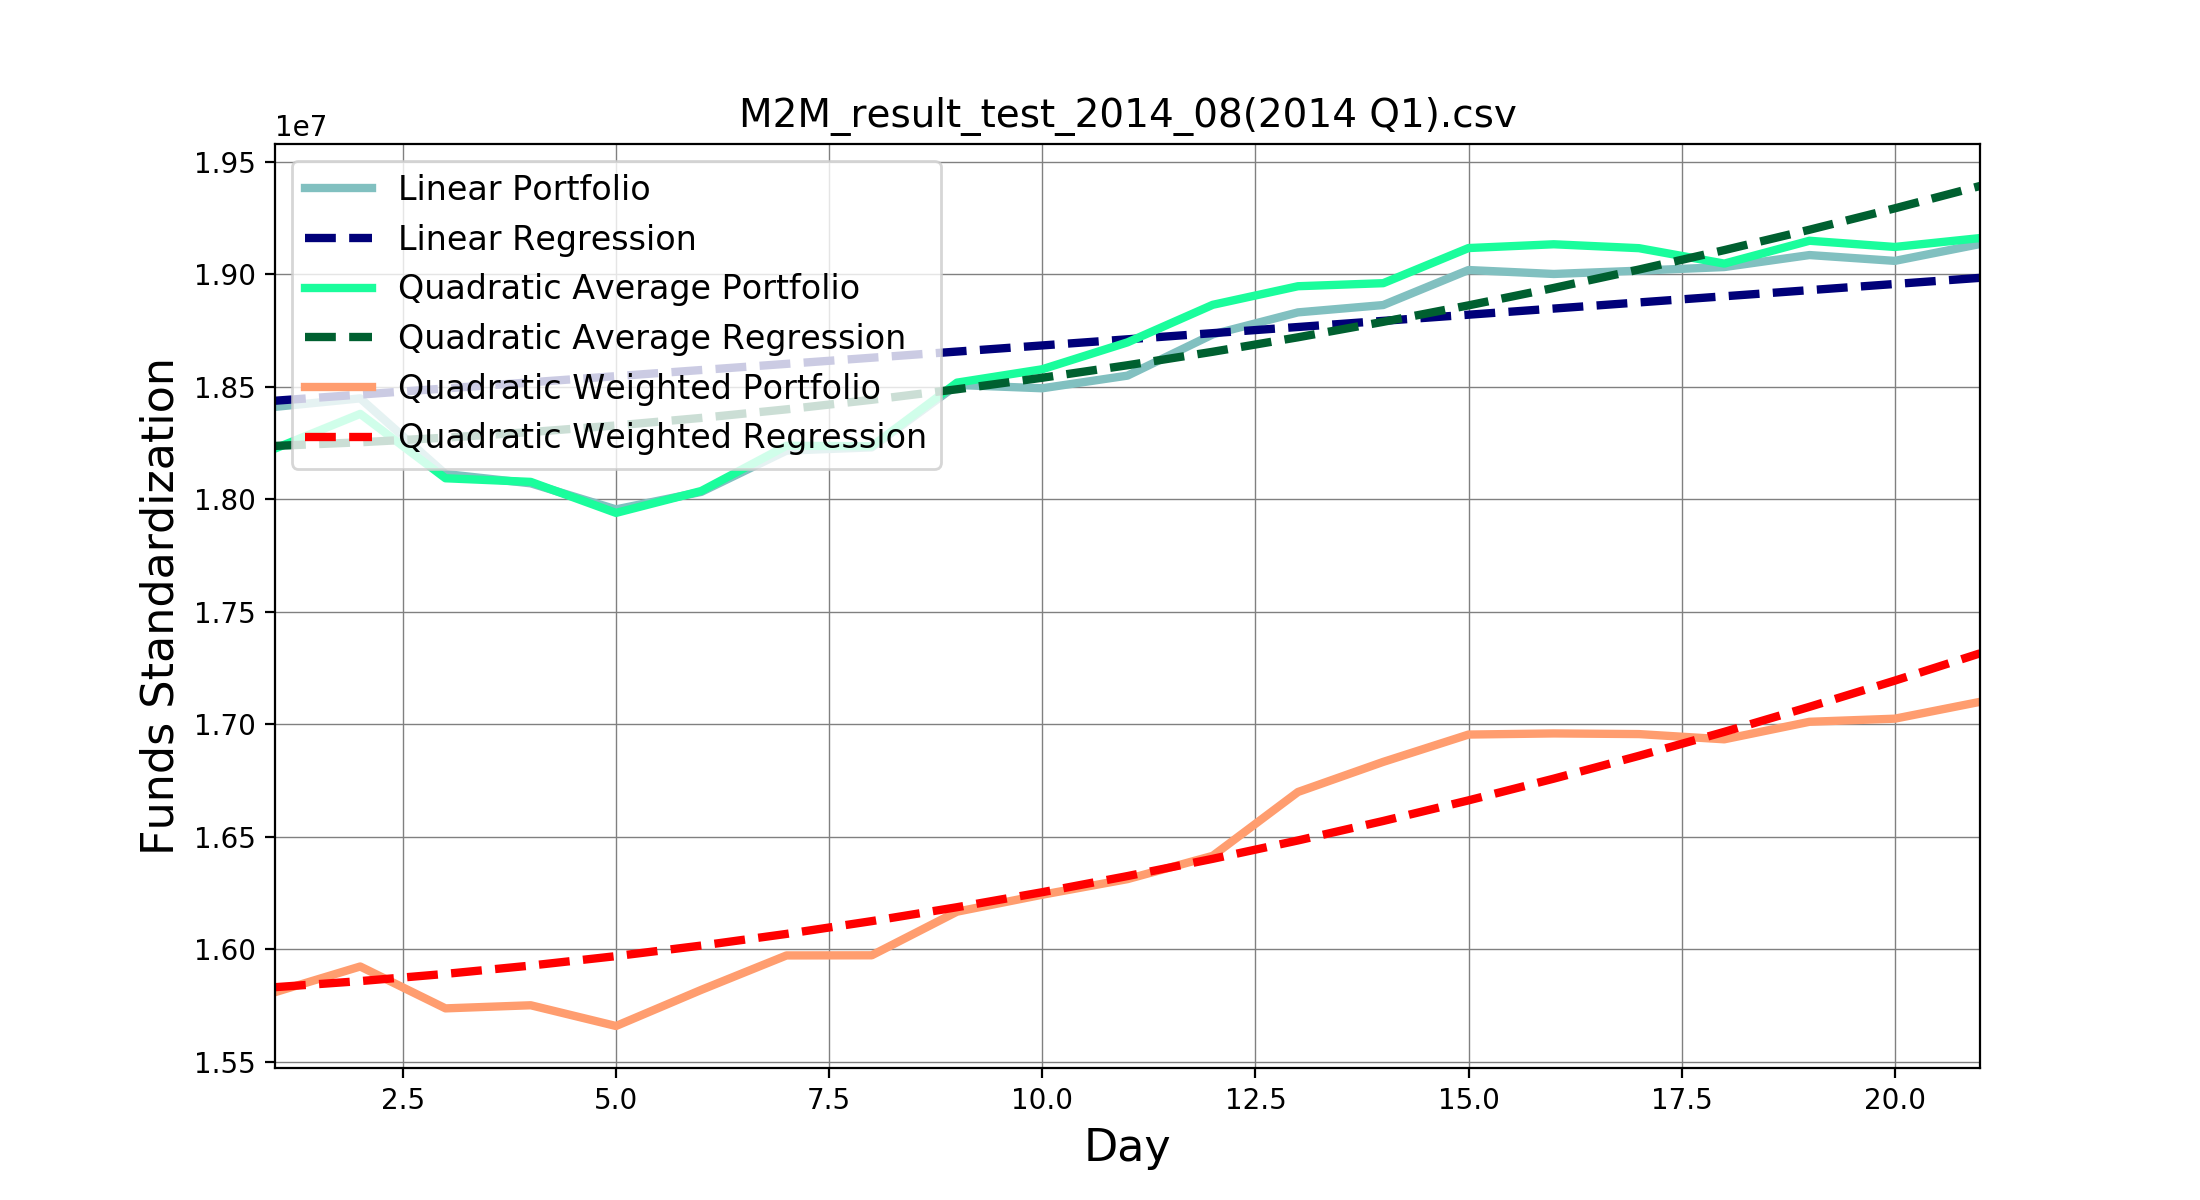 M2M_result_test_2014_08(2014 Q1).csv
1e7
1.95
1.90
1.85
1.80
1.75
1.70
1.65
1.60
1.55
Funds Standardization
Linear Portfolio
Linear Regression
Quadratic Average Portfolio
Quadratic Average Regression
Quadratic Weighted Portfolio
Quadratic Weighted Regression
2.5 5.0 7.5 10.0 12.5 15.0 17.5 20.0
Day